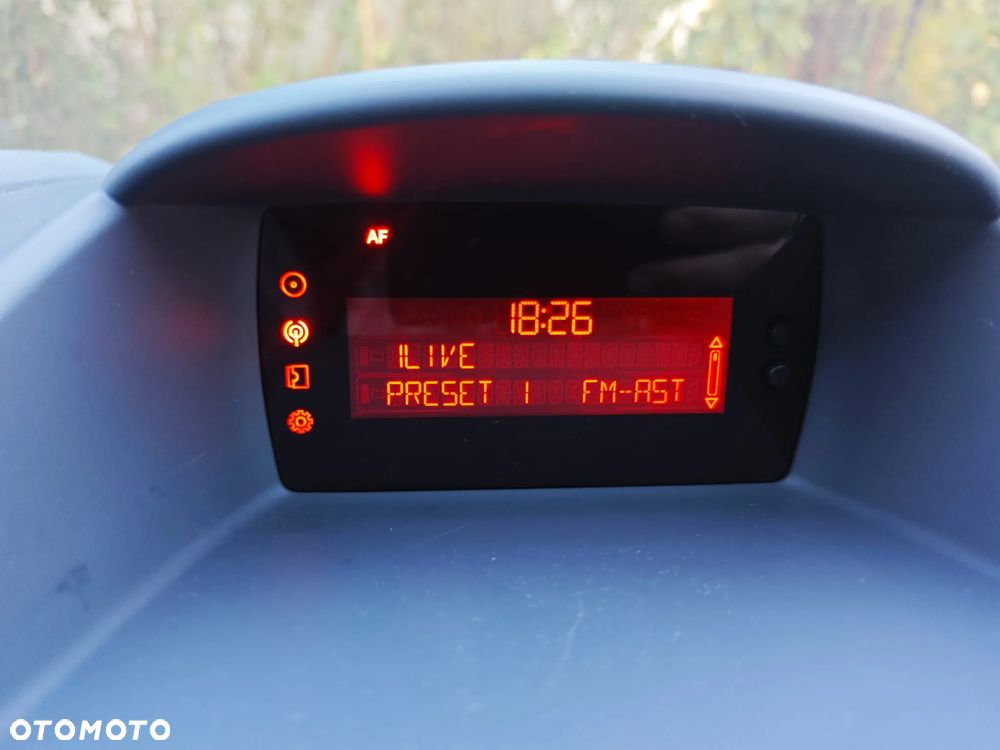 AF
18:26
1LIVE
PRESET 1 FM-AST
OTOMOTO